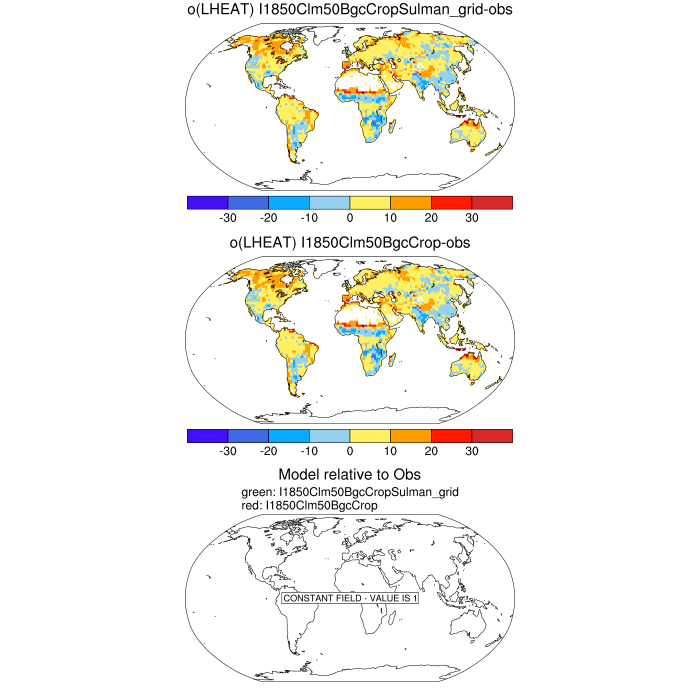 o(LHEAT) I1850Clm50BgcCropSulman_grid-obs
-30 -20 -10 0 10 20 30
o(LHEAT) I1850Clm50BgcCrop-obs
-30 -20 -10 0 10 20 30
Model relative to Obs
green: I1850Clm50BgcCropSulman_grid
red: I1850Clm50BgcCrop
CONSTANT FIELD - VALUE IS 1